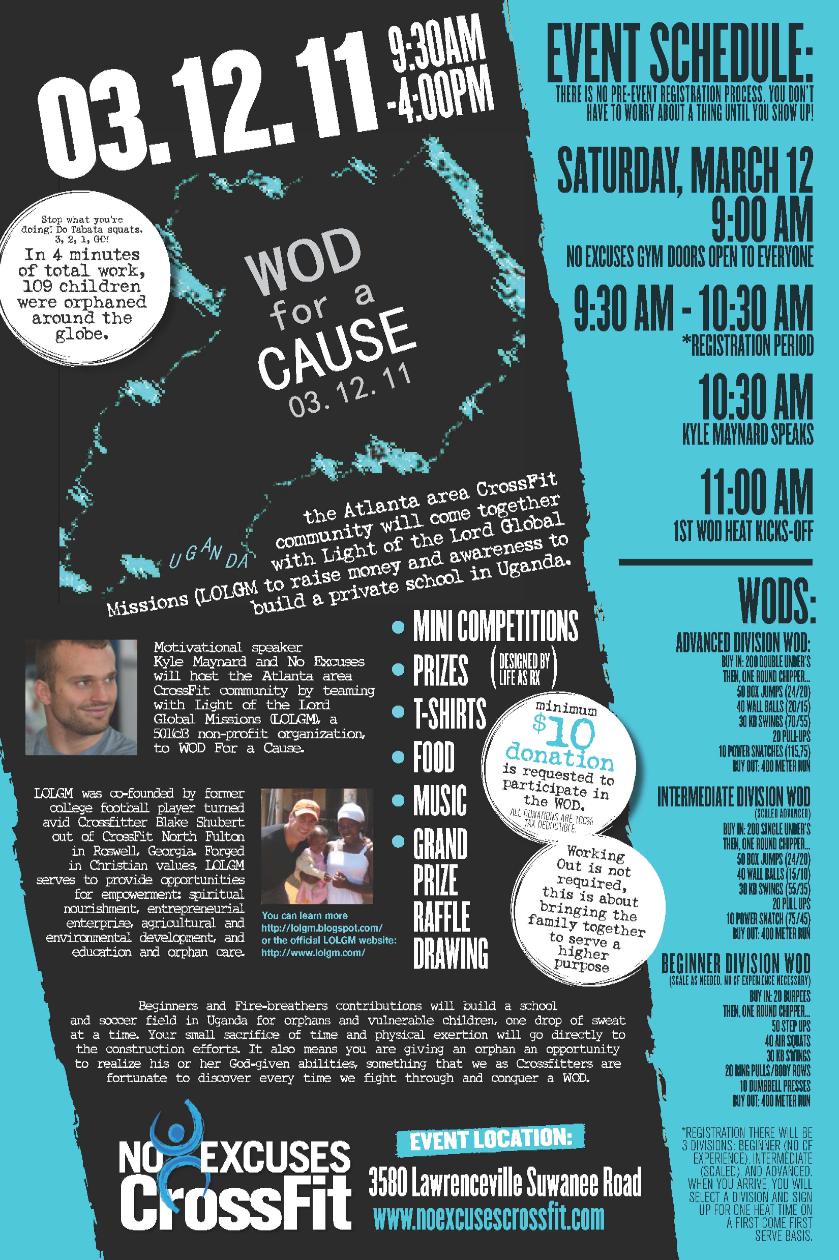 03.12.11
9:30AM
-4:00PM
Stop what you're
doing! Do Tabata squats.
3, 2, 1, GO!
In 4 minutes
of total work,
109 children
were orphaned
around the
globe.
WOD
for a
CAUSE
03.12.11
UGANDA
the Atlanta area CrossFit
community will come together
with Light of the Lord Global
Missions (LOLGM to raise money and awareness to
build a private school in Uganda.
Motivational speaker
Kyle Maynard and No Excuses
will host the Atlanta area
CrossFit community by teaming
with Light of the Lord
Global Missions (LOLGM), a
501(c)3 non-profit organization,
to WOD For a Cause.
LOLGM was co-founded by former
college football player turned
avid Crossfitter Blake Shubert
out of CrossFit North Fulton
in Roswell, Georgia. Forged
in Christian values, LOLGM
serves to provide opportunities
for empowerment: spiritual
nourishment, entrepreneurial
enterprise, agricultural and
environmental development, and
education and orphan care.
You can learn more
http://lolgm.blogspot.com/
or the official LOLGM website:
http://www.lolgm.com/
• MINI COMPETITIONS
• PRIZES (DESIGNED BY
LIFE AS RX)
• T-SHIRTS
• FOOD
• MUSIC
• GRAND
PRIZE
RAFFLE
DRAWING
minimum
$10
donation
is requested to
participate in
the WOD.
ALL DONATIONS ARE 100%
TAX DEDUCTIBLE.
Working
Out is not
required,
this is about
bringing the
family together
to serve a
higher
purpose
Beginners and Fire-breathers contributions will build a school
and soccer field in Uganda for orphans and vulnerable children, one drop of sweat
at a time. Your small sacrifice of time and physical exertion will go directly to
the construction efforts. It also means you are giving an orphan an opportunity
to realize his or her God-given abilities, something that we as Crossfitters are
fortunate to discover every time we fight through and conquer a WOD.
NO EXCUSES
CrossFit
EVENT LOCATION:
3580 Lawrenceville Suwanee Road
www.noexcusescrossfit.com
EVENT SCHEDULE:
THERE IS NO PRE-EVENT REGISTRATION PROCESS. YOU DON'T
HAVE TO WORRY ABOUT A THING UNTIL YOU SHOW UP!
SATURDAY, MARCH 12
9:00 AM
NO EXCUSES GYM DOORS OPEN TO EVERYONE
9:30 AM - 10:30 AM
*REGISTRATION PERIOD
10:30 AM
KYLE MAYNARD SPEAKS
11:00 AM
1ST WOD HEAT KICKS-OFF
WODS:
ADVANCED DIVISION WOD:
BUY IN: 200 DOUBLE UNDER'S
THEN, ONE ROUND CHIPPER...
50 BOX JUMPS (24/20)
40 WALL BALLS (20/15)
30 KB SWINGS (70/55)
20 PULL-UPS
10 POWER SNATCHES (115,75)
BUY OUT: 400 METER RUN
INTERMEDIATE DIVISION WOD
(SCALED ADVANCED)
BUY IN: 200 SINGLE UNDER'S
THEN, ONE ROUND CHIPPER...
50 BOX JUMPS (24/20)
40 WALL BALLS (15/10)
30 KB SWINGS (55/35)
20 PULL UPS
10 POWER SNATCH (75/45)
BUY OUT: 400 METER RUN
BEGINNER DIVISION WOD
(SCALE AS NEEDED. NO CF EXPERIENCE NECESSARY)
BUY IN: 20 BURPEES
THEN, ONE ROUND CHIPPER...
50 STEP UPS
40 AIR SQUATS
30 KB SWINGS
20 RING PULLS/BODY ROWS
10 DUMBBELL PRESSES
BUY OUT: 400 METER RUN
*REGISTRATION THERE WILL BE
3 DIVISIONS: BEGINNER (NO CF
EXPERIENCE), INTERMEDIATE
(SCALED) AND ADVANCED.
WHEN YOU ARRIVE YOU WILL
SELECT A DIVISION AND SIGN
UP FOR ONE HEAT TIME ON
A FIRST COME FIRST
SERVE BASIS.